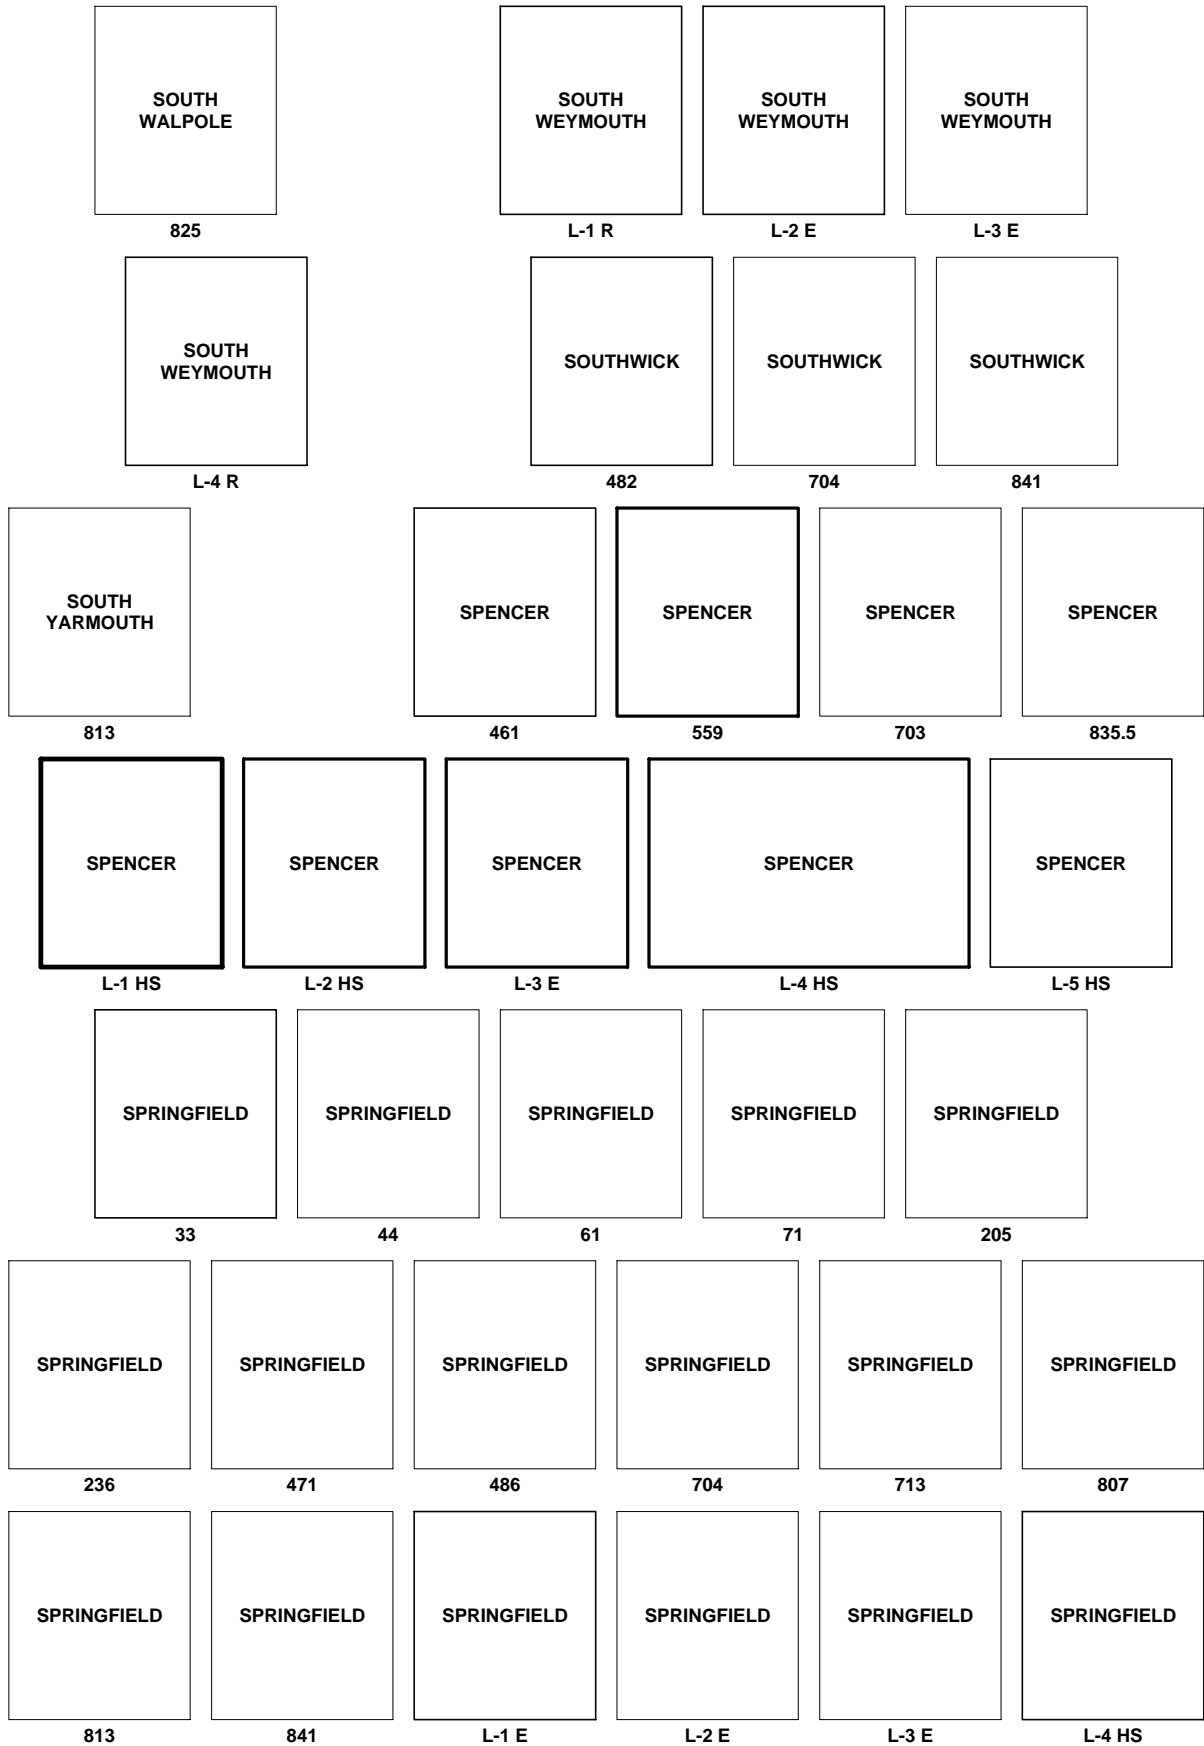 SOUTH
WALPOLE
825
SOUTH
WEYMOUTH
L-1 R
SOUTH
WEYMOUTH
L-2 E
SOUTH
WEYMOUTH
L-3 E
SOUTH
WEYMOUTH
L-4 R
SOUTHWICK
482
SOUTHWICK
704
SOUTHWICK
841
SOUTH
YARMOUTH
813
SPENCER
461
SPENCER
559
SPENCER
703
SPENCER
835.5
SPENCER
L-1 HS
SPENCER
L-2 HS
SPENCER
L-3 E
SPENCER
L-4 HS
SPENCER
L-5 HS
SPRINGFIELD
33
SPRINGFIELD
44
SPRINGFIELD
61
SPRINGFIELD
71
SPRINGFIELD
205
SPRINGFIELD
236
SPRINGFIELD
471
SPRINGFIELD
486
SPRINGFIELD
704
SPRINGFIELD
713
SPRINGFIELD
807
SPRINGFIELD
813
SPRINGFIELD
841
SPRINGFIELD
L-1 E
SPRINGFIELD
L-2 E
SPRINGFIELD
L-3 E
SPRINGFIELD
L-4 HS